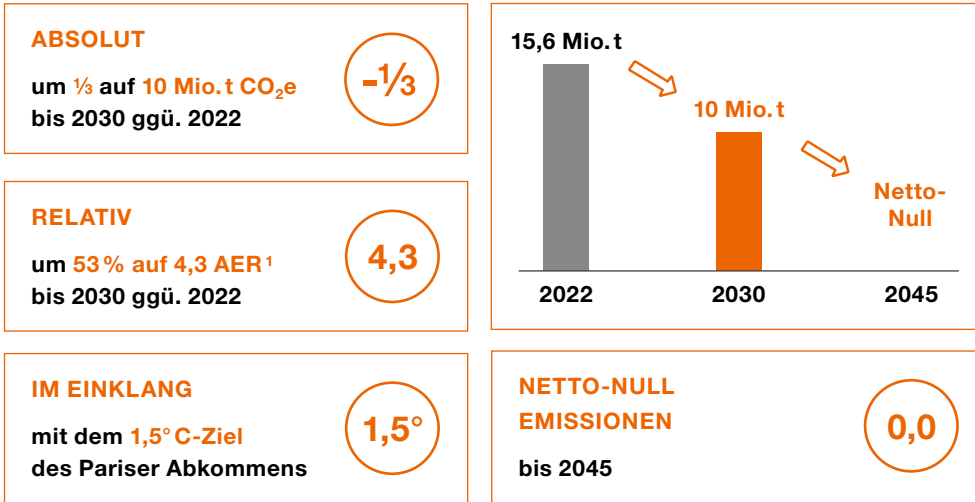 ABSOLUT
um ⅓ auf 10 Mio. t CO₂e
bis 2030 ggü. 2022
-⅓
RELATIV
um 53 % auf 4,3 AER¹
bis 2030 ggü. 2022
4,3
IM EINKLANG
mit dem 1,5° C-Ziel
des Pariser Abkommens
1,5°
15,6 Mio. t
10 Mio. t
Netto-
Null
2022
2030
2045
NETTO-NULL
EMISSIONEN
bis 2045
0,0